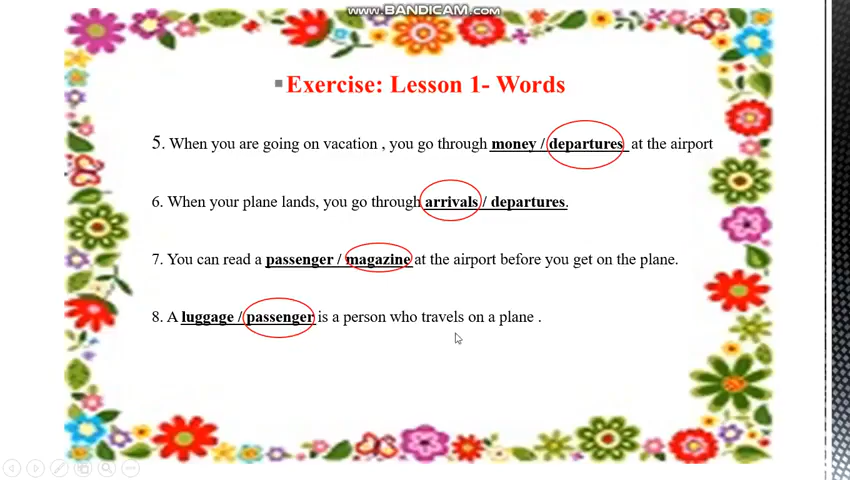 www.BANDICAM.com
Exercise: Lesson 1- Words
5. When you are going on vacation , you go through money / departures at the airport
6. When your plane lands, you go through arrivals / departures.
7. You can read a passenger / magazine at the airport before you get on the plane.
8. A luggage / passenger is a person who travels on a plane .